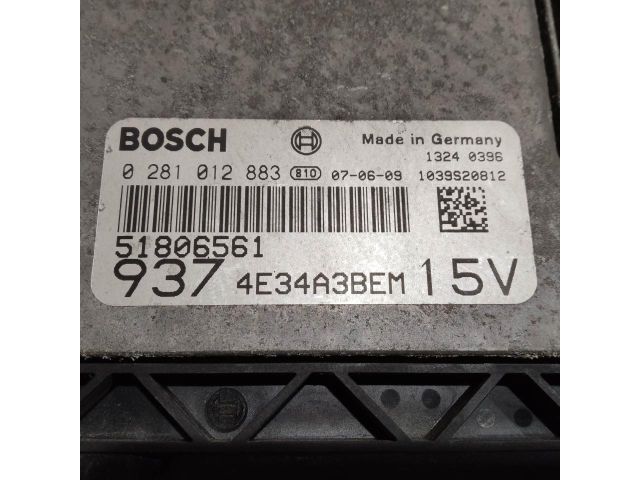 BOSCH Made in Germany
1324 0396
0 281 012 883 810 07-06-09 1039S20812
51806561
937 4E34A3BEM 15V